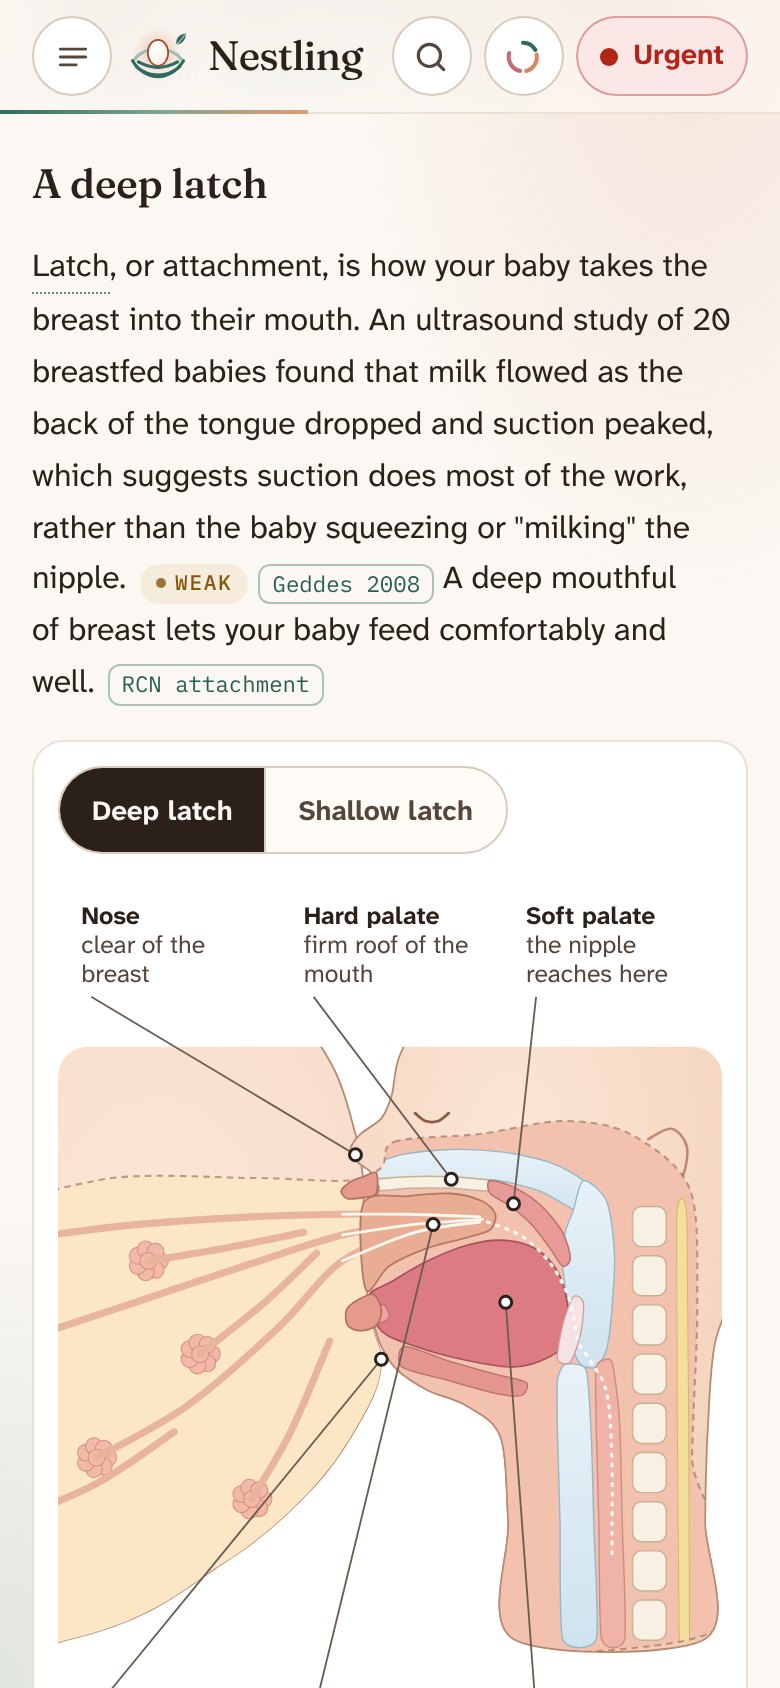 Nestling
Urgent
A deep latch
Latch, or attachment, is how your baby takes the
breast into their mouth. An ultrasound study of 20
breastfed babies found that milk flowed as the
back of the tongue dropped and suction peaked,
which suggests suction does most of the work,
rather than the baby squeezing or "milking" the
nipple. WEAK Geddes 2008 A deep mouthful
of breast lets your baby feed comfortably and
well. RCN attachment
Deep latch Shallow latch
Nose
clear of the
breast
Hard palate
firm roof of the
mouth
Soft palate
the nipple
reaches here